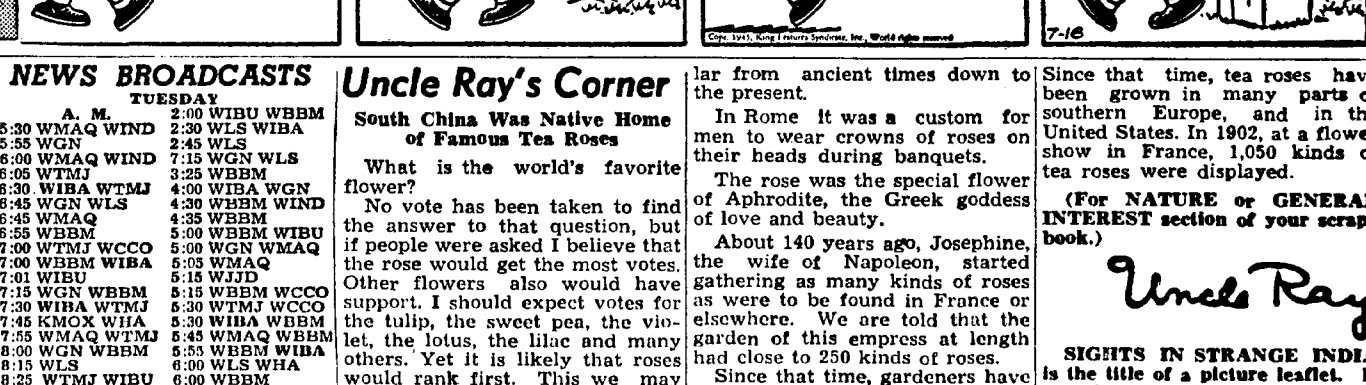 Copr. 1945, King Features Syndicate, Inc., World rights reserved
7-16
NEWS BROADCASTS
TUESDAY
A. M.
5:30 WMAQ WIND
5:55 WGN
6:00 WMAQ WIND
6:05 WTMJ
6:30 WIBA WTMJ
6:45 WGN WLS
6:45 WMAQ
6:55 WBBM
7:00 WTMJ WCCO
7:00 WBBM WIBA
7:01 WIBU
7:15 WGN WBBM
7:30 WIBA WTMJ
7:45 KMOX WHA
7:55 WMAQ WTMJ
8:00 WGN WBBM
8:15 WLS
8:25 WTMJ WIBU
2:00 WIBU WBBM
2:30 WLS WIBA
2:45 WLS
7:15 WGN WLS
3:25 WBBM
4:00 WIBA WGN
4:30 WBBM WIND
4:35 WBBM
5:00 WBBM WIBU
5:00 WGN WMAQ
5:05 WMAQ
5:15 WJJD
5:15 WBBM WCCO
5:30 WTMJ WCCO
5:30 WIBA WBBM
5:45 WMAQ WBBM
5:55 WBBM WIBA
6:00 WLS WHA
6:00 WBBM
Uncle Ray's Corner
South China Was Native Home
of Famous Tea Roses
What is the world's favorite
flower?
No vote has been taken to find
the answer to that question, but
if people were asked I believe that
the rose would get the most votes.
Other flowers also would have
support. I should expect votes for
the tulip, the sweet pea, the vio-
let, the lotus, the lilac and many
others. Yet it is likely that roses
would rank first. This we may
lar from ancient times down to
the present.
In Rome it was a custom for
men to wear crowns of roses on
their heads during banquets.
The rose was the special flower
of Aphrodite, the Greek goddess
of love and beauty.
About 140 years ago, Josephine,
the wife of Napoleon, started
gathering as many kinds of roses
as were to be found in France or
elsewhere. We are told that the
garden of this empress at length
had close to 250 kinds of roses.
Since that time, gardeners have
Since that time, tea roses hav
been grown in many parts o
southern Europe, and in th
United States. In 1902, at a flowe
show in France, 1,050 kinds o
tea roses were displayed.
(For NATURE or GENERAL
INTEREST section of your scrap
book.)
Uncle Ray
SIGHTS IN STRANGE INDI
is the title of a picture leaflet.